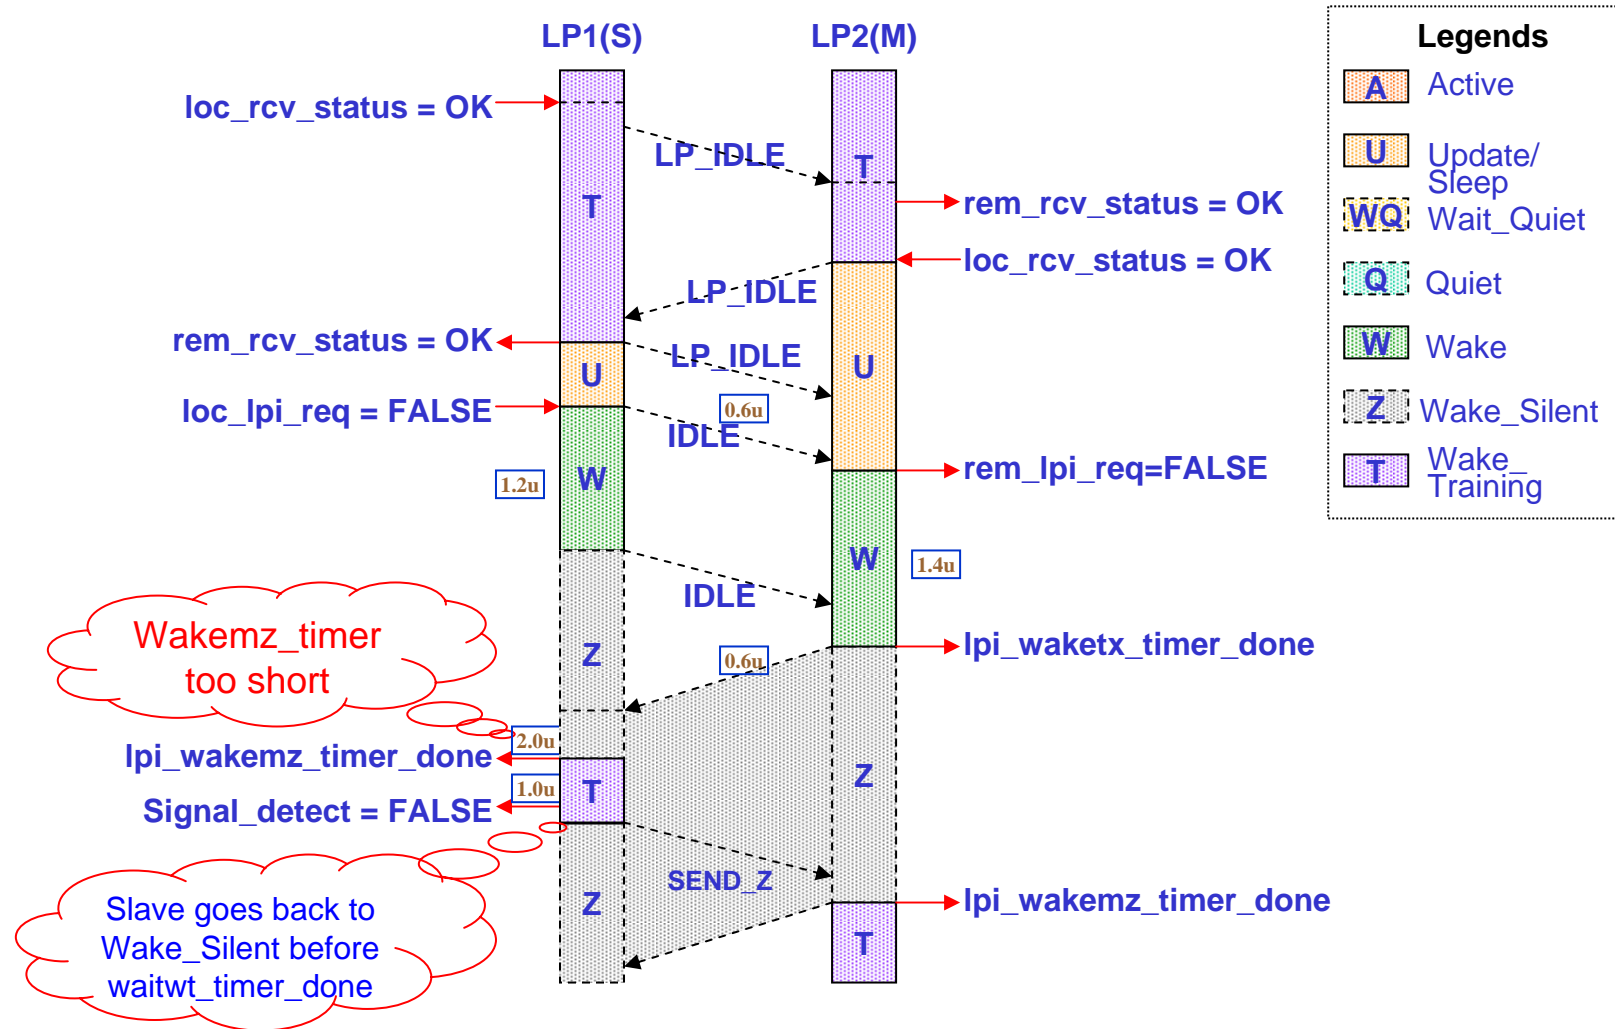 LP1(S)
LP2(M)
Legends
A Active
U Update/
Sleep
WQ Wait_Quiet
Q Quiet
W Wake
Z Wake_Silent
T Wake_
Training
loc_rcv_status = OK
LP_IDLE
T
T
rem_rcv_status = OK
loc_rcv_status = OK
LP_IDLE
rem_rcv_status = OK
LP_IDLE
U
U
loc_lpi_req = FALSE
0.6u
IDLE
rem_lpi_req=FALSE
1.2u
W
W
1.4u
IDLE
Wakemz_timer
too short
Z
0.6u
lpi_waketx_timer_done
2.0u
lpi_wakemz_timer_done
Z
1.0u
T
Signal_detect = FALSE
SEND_Z
Z
lpi_wakemz_timer_done
Slave goes back to
Wake_Silent before
waitwt_timer_done
T